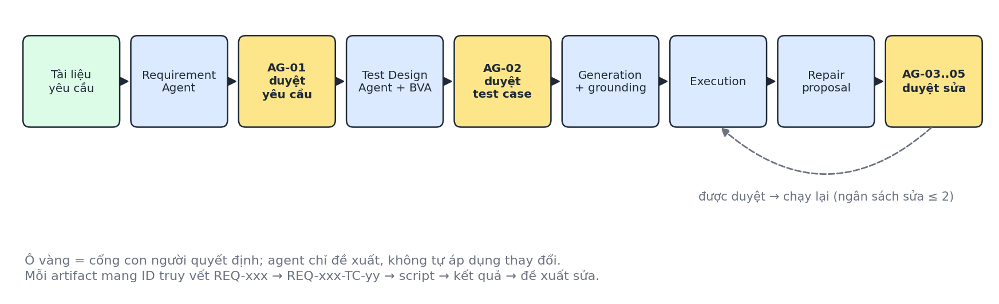 Tài liệu
yêu cầu
Requirement
Agent
AG-01
duyệt
yêu cầu
Test Design
Agent + BVA
AG-02
duyệt
test case
Generation
+ grounding
Execution
Repair
proposal
AG-03..05
duyệt sửa
được duyệt → chạy lại (ngân sách sửa ≤ 2)
Ô vàng = cổng con người quyết định; agent chỉ đề xuất, không tự áp dụng thay đổi.
Mỗi artifact mang ID truy vết REQ-xxx → REQ-xxx-TC-yy → script → kết quả → đề xuất sửa.